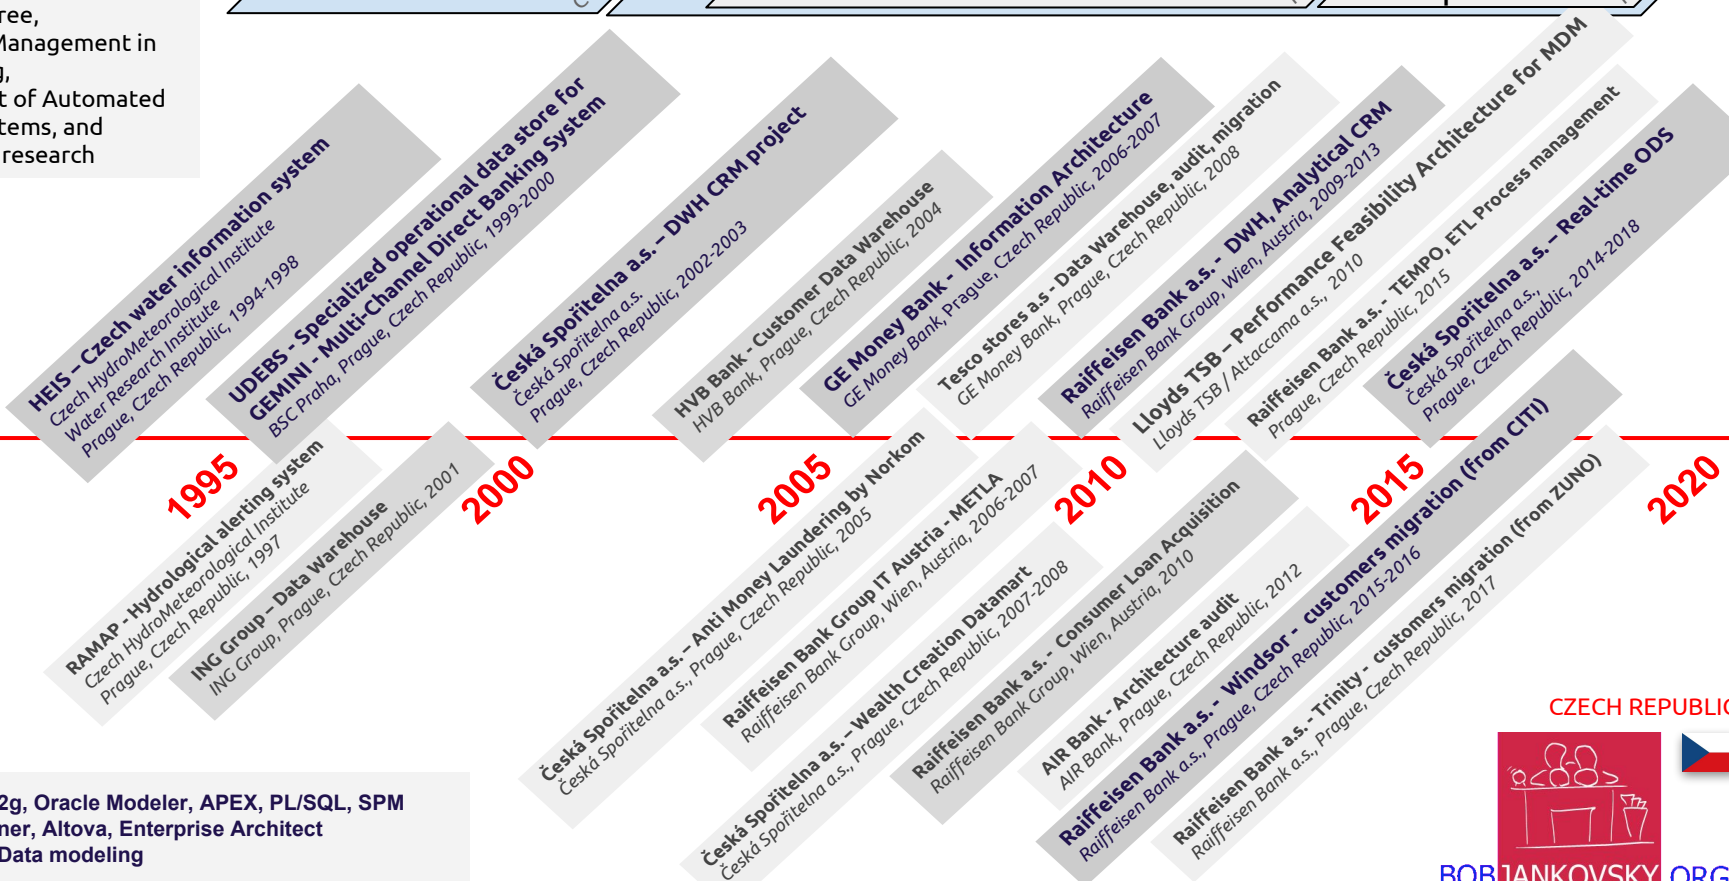 ree,
Management in
g,
t of Automated
tems, and
research
HEIS – Czech water information system
Czech HydroMeteorological Institute
Water Research Institute
Prague, Czech Republic, 1994-1998
UDEBS - Specialized operational data store for
GEMINI - Multi-Channel Direct Banking System
BSC Praha, Prague, Czech Republic, 1999-2000
Česká Spořitelna a.s. – DWH CRM project
Česká Spořitelna a.s.
Prague, Czech Republic, 2002-2003
HVB Bank - Customer Data Warehouse
HVB Bank, Prague, Czech Republic, 2004
GE Money Bank - Information Architecture
GE Money Bank, Prague, Czech Republic, 2006-2007
Tesco stores a.s - Data Warehouse, audit, migration
GE Money Bank, Prague, Czech Republic, 2008
Raiffeisen Bank a.s. - DWH, Analytical CRM
Raiffeisen Bank Group, Wien, Austria, 2009-2013
Lloyds TSB – Performance Feasibility Architecture for MDM
Lloyds TSB / Attaccama a.s., 2010
Raiffeisen Bank a.s. - TEMPO, ETL Process management
Prague, Czech Republic, 2015
Česká Spořitelna a.s. – Real-time ODS
Česká Spořitelna a.s.,
Prague, Czech Republic, 2014-2018
1995
2000
2005
2010
2015
2020
RAMAP - Hydrological alerting system
Czech HydroMeteorological Institute
Prague, Czech Republic, 1997
ING Group – Data Warehouse
ING Group, Prague, Czech Republic, 2001
Česká Spořitelna a.s. – Anti Money Laundering by Norkom
Česká Spořitelna a.s., Prague, Czech Republic, 2005
Raiffeisen Bank Group IT Austria - METLA
Raiffeisen Bank Group, Wien, Austria, 2006-2007
Česká Spořitelna a.s. – Wealth Creation Datamart
Česká Spořitelna a.s., Prague, Czech Republic, 2007-2008
Raiffeisen Bank a.s. - Consumer Loan Acquisition
Raiffeisen Bank Group, Wien, Austria, 2010
AIR Bank - Architecture audit
AIR Bank, Prague, Czech Republic, 2012
Raiffeisen Bank a.s. - Windsor - customers migration (from CITI)
Raiffeisen Bank a.s., Prague, Czech Republic, 2015-2016
Raiffeisen Bank a.s. - Trinity - customers migration (from ZUNO)
Raiffeisen Bank a.s., Prague, Czech Republic, 2017
2g, Oracle Modeler, APEX, PL/SQL, SPM
ner, Altova, Enterprise Architect
Data modeling
CZECH REPUBLIC
BOBJANKOVSKY.ORG